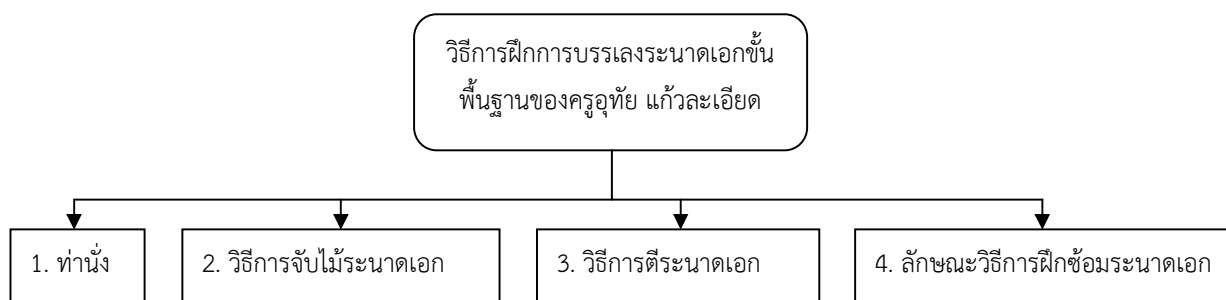 วิธีการฝึกการบรรเลงระนาดเอกขั้น
พื้นฐานของครูอุทัย แก้วละเอียด
1. ท่านั่ง
2. วิธีการจับไม้ระนาดเอก
3. วิธีการตีระนาดเอก
4. ลักษณะวิธีการฝึกซ้อมระนาดเอก